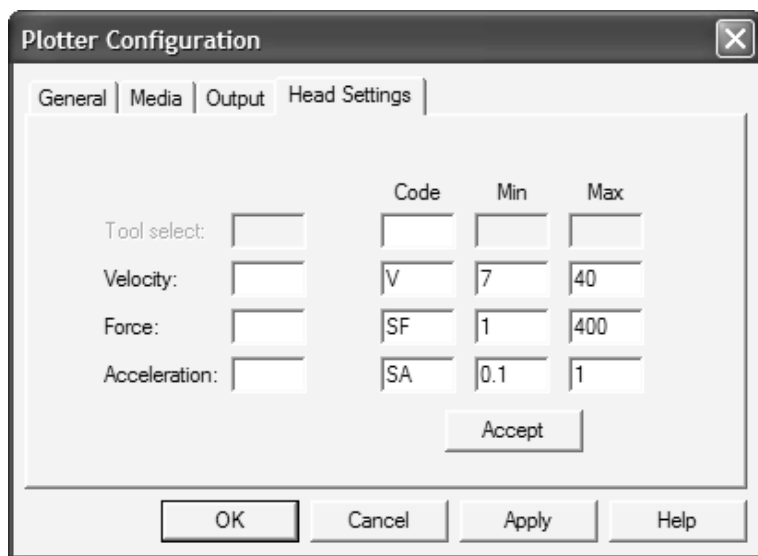 Plotter Configuration
General Media Output Head Settings
Code Min Max
Tool select:
Velocity: V 7 40
Force: SF 1 400
Acceleration: SA 0.1 1
Accept
OK Cancel Apply Help